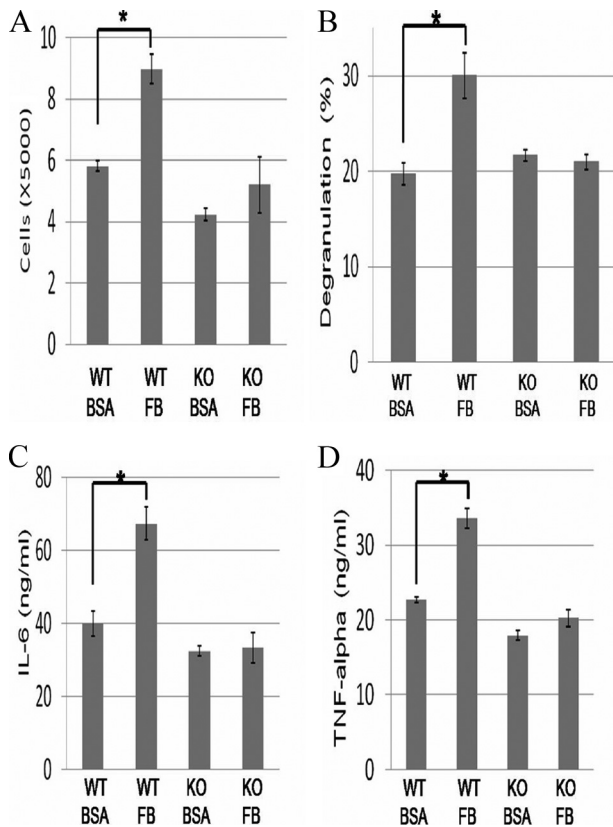 A
*
Cells (X5000)
10
8
6
4
2
0
WT WT KO KO
BSA FB BSA FB
B
*
Degranulation (%)
40
30
20
10
0
WT WT KO KO
BSA FB BSA FB
C
*
IL-6 (ng/ml)
80
60
40
20
0
WT WT KO KO
BSA FB BSA FB
D
*
TNF-alpha (ng/ml)
40
30
20
10
0
WT WT KO KO
BSA FB BSA FB